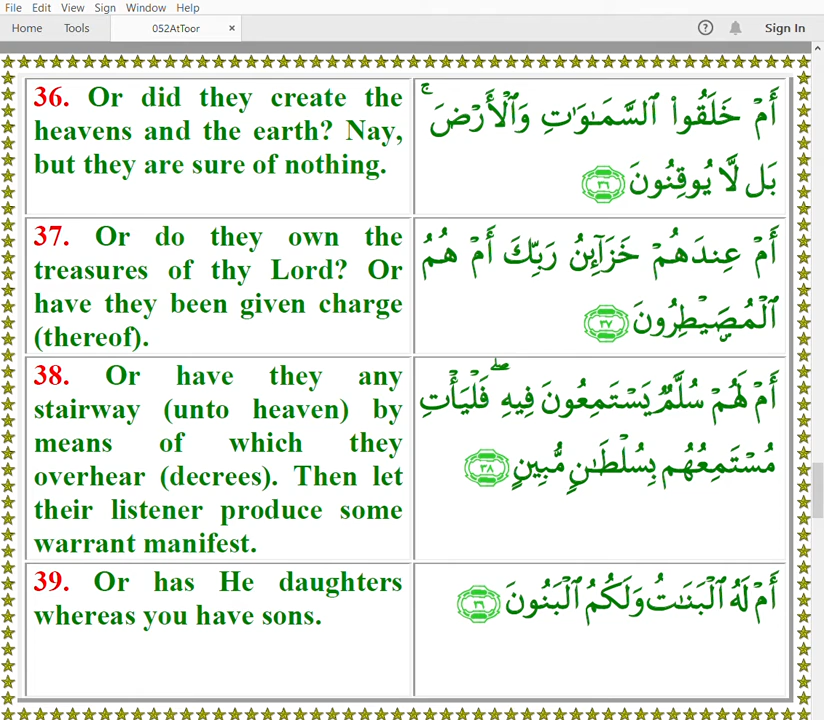 File Edit View Sign Window Help
Home Tools 052AtToor × ? Sign In
36. Or did they create the
heavens and the earth? Nay,
but they are sure of nothing.
أَمْ خَلَقُوا۟ ٱلسَّمَـٰوَٰتِ وَٱلْأَرْضَ ۚ
بَل لَّا يُوقِنُونَ ٣٦
37. Or do they own the
treasures of thy Lord? Or
have they been given charge
(thereof).
أَمْ عِندَهُمْ خَزَآئِنُ رَبِّكَ أَمْ هُمُ
ٱلْمُصَۣيْطِرُونَ ٣٧
38. Or have they any
stairway (unto heaven) by
means of which they
overhear (decrees). Then let
their listener produce some
warrant manifest.
أَمْ لَهُمْ سُلَّمٌ يَسْتَمِعُونَ فِيهِ ۖ فَلْيَأْتِ
مُسْتَمِعُهُم بِسُلْطَـٰنٍ مُّبِينٍ ٣٨
39. Or has He daughters
whereas you have sons.
أَمْ لَهُ ٱلْبَنَـٰتُ وَلَكُمُ ٱلْبَنُونَ ٣٩